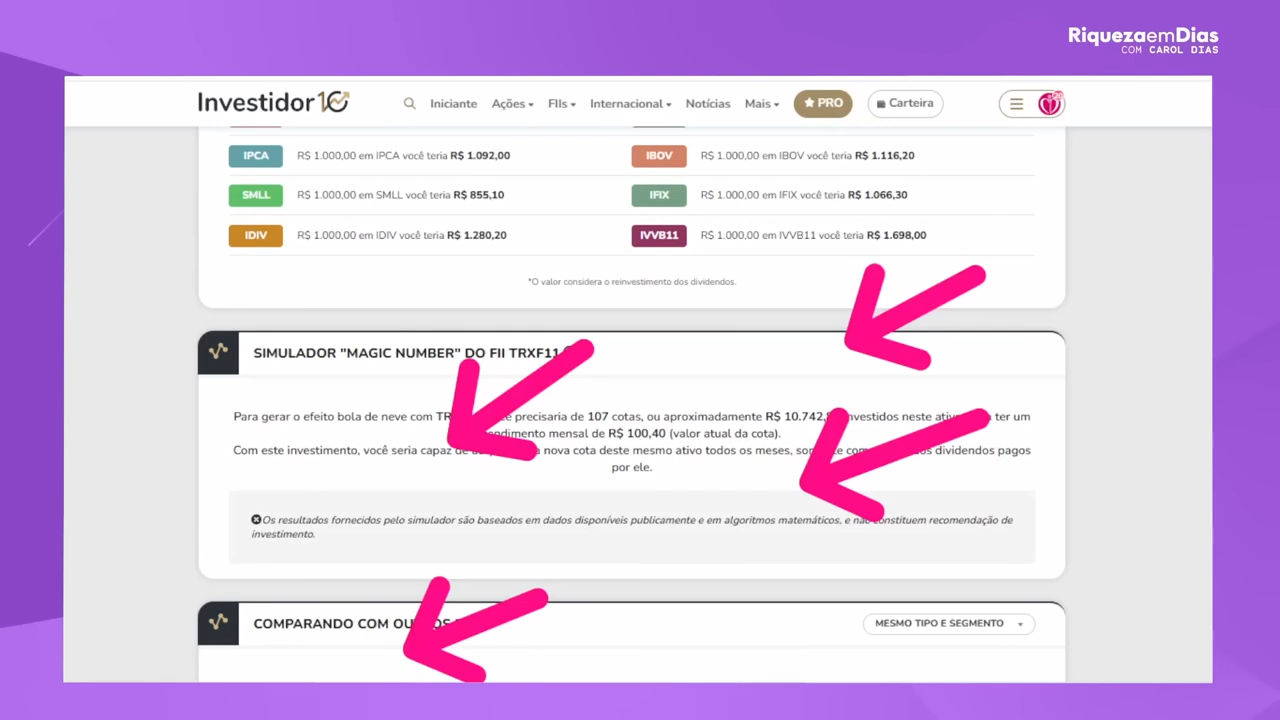 RiquezaemDias
COM CAROL DIAS
Investidor10
Iniciante Ações FIIs Internacional Notícias Mais PRO Carteira
IPCA R$ 1.000,00 em IPCA você teria R$ 1.092,00
IBOV R$ 1.000,00 em IBOV você teria R$ 1.116,20
SMLL R$ 1.000,00 em SMLL você teria R$ 855,10
IFIX R$ 1.000,00 em IFIX você teria R$ 1.066,30
IDIV R$ 1.000,00 em IDIV você teria R$ 1.280,20
IVVB11 R$ 1.000,00 em IVVB11 você teria R$ 1.698,00
*O valor considera o reinvestimento dos dividendos.
SIMULADOR "MAGIC NUMBER" DO FII TRXF11
Para gerar o efeito bola de neve com precisaria de 107 cotas, ou aproximadamente R$ 10.742, investidos neste ter um
mensal de R$ 100,40 (valor atual da cota).
Com este investimento, você seria capaz nova cota deste mesmo ativo todos os meses, dividendos pagos
por ele.
Os resultados fornecidos pelo simulador são baseados em dados disponíveis publicamente e em algoritmos matemáticos, e não constituem recomendação de
investimento.
COMPARANDO COM MESMO TIPO E SEGMENTO